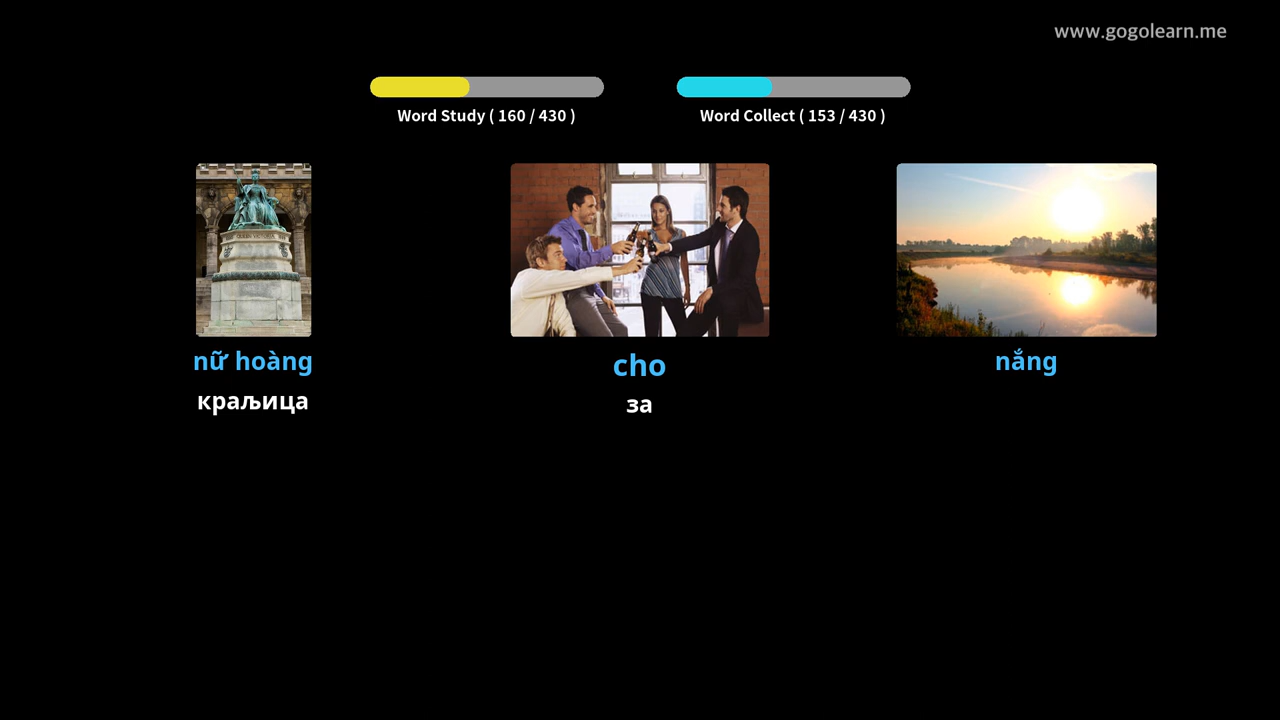 www.gogolearn.me
Word Study ( 160 / 430 )
Word Collect ( 153 / 430 )
nữ hoàng
краљица
cho
за
nắng